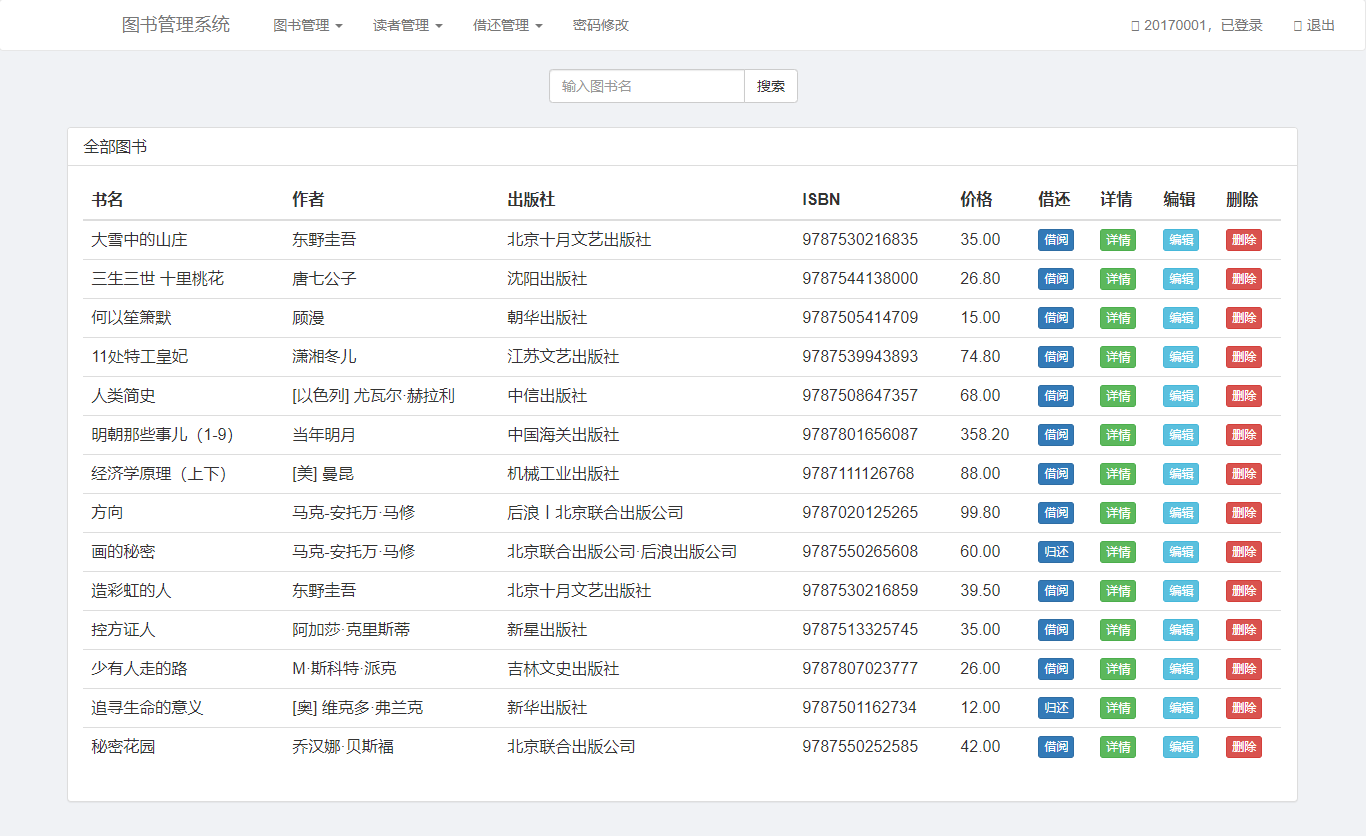 图书管理系统 图书管理 读者管理 借还管理 密码修改 20170001，已登录 退出
输入图书名 搜索
全部图书
书名 作者 出版社 ISBN 价格 借还 详情 编辑 删除
大雪中的山庄 东野圭吾 北京十月文艺出版社 9787530216835 35.00 借阅 详情 编辑 删除
三生三世 十里桃花 唐七公子 沈阳出版社 9787544138000 26.80 借阅 详情 编辑 删除
何以笙箫默 顾漫 朝华出版社 9787505414709 15.00 借阅 详情 编辑 删除
11处特工皇妃 潇湘冬儿 江苏文艺出版社 9787539943893 74.80 借阅 详情 编辑 删除
人类简史 [以色列] 尤瓦尔·赫拉利 中信出版社 9787508647357 68.00 借阅 详情 编辑 删除
明朝那些事儿（1-9） 当年明月 中国海关出版社 9787801656087 358.20 借阅 详情 编辑 删除
经济学原理（上下） [美] 曼昆 机械工业出版社 9787111126768 88.00 借阅 详情 编辑 删除
方向 马克-安托万·马修 后浪丨北京联合出版公司 9787020125265 99.80 借阅 详情 编辑 删除
画的秘密 马克-安托万·马修 北京联合出版公司·后浪出版公司 9787550265608 60.00 归还 详情 编辑 删除
造彩虹的人 东野圭吾 北京十月文艺出版社 9787530216859 39.50 借阅 详情 编辑 删除
控方证人 阿加莎·克里斯蒂 新星出版社 9787513325745 35.00 借阅 详情 编辑 删除
少有人走的路 M·斯科特·派克 吉林文史出版社 9787807023777 26.00 借阅 详情 编辑 删除
追寻生命的意义 [奥] 维克多·弗兰克 新华出版社 9787501162734 12.00 归还 详情 编辑 删除
秘密花园 乔汉娜·贝斯福 北京联合出版公司 9787550252585 42.00 借阅 详情 编辑 删除